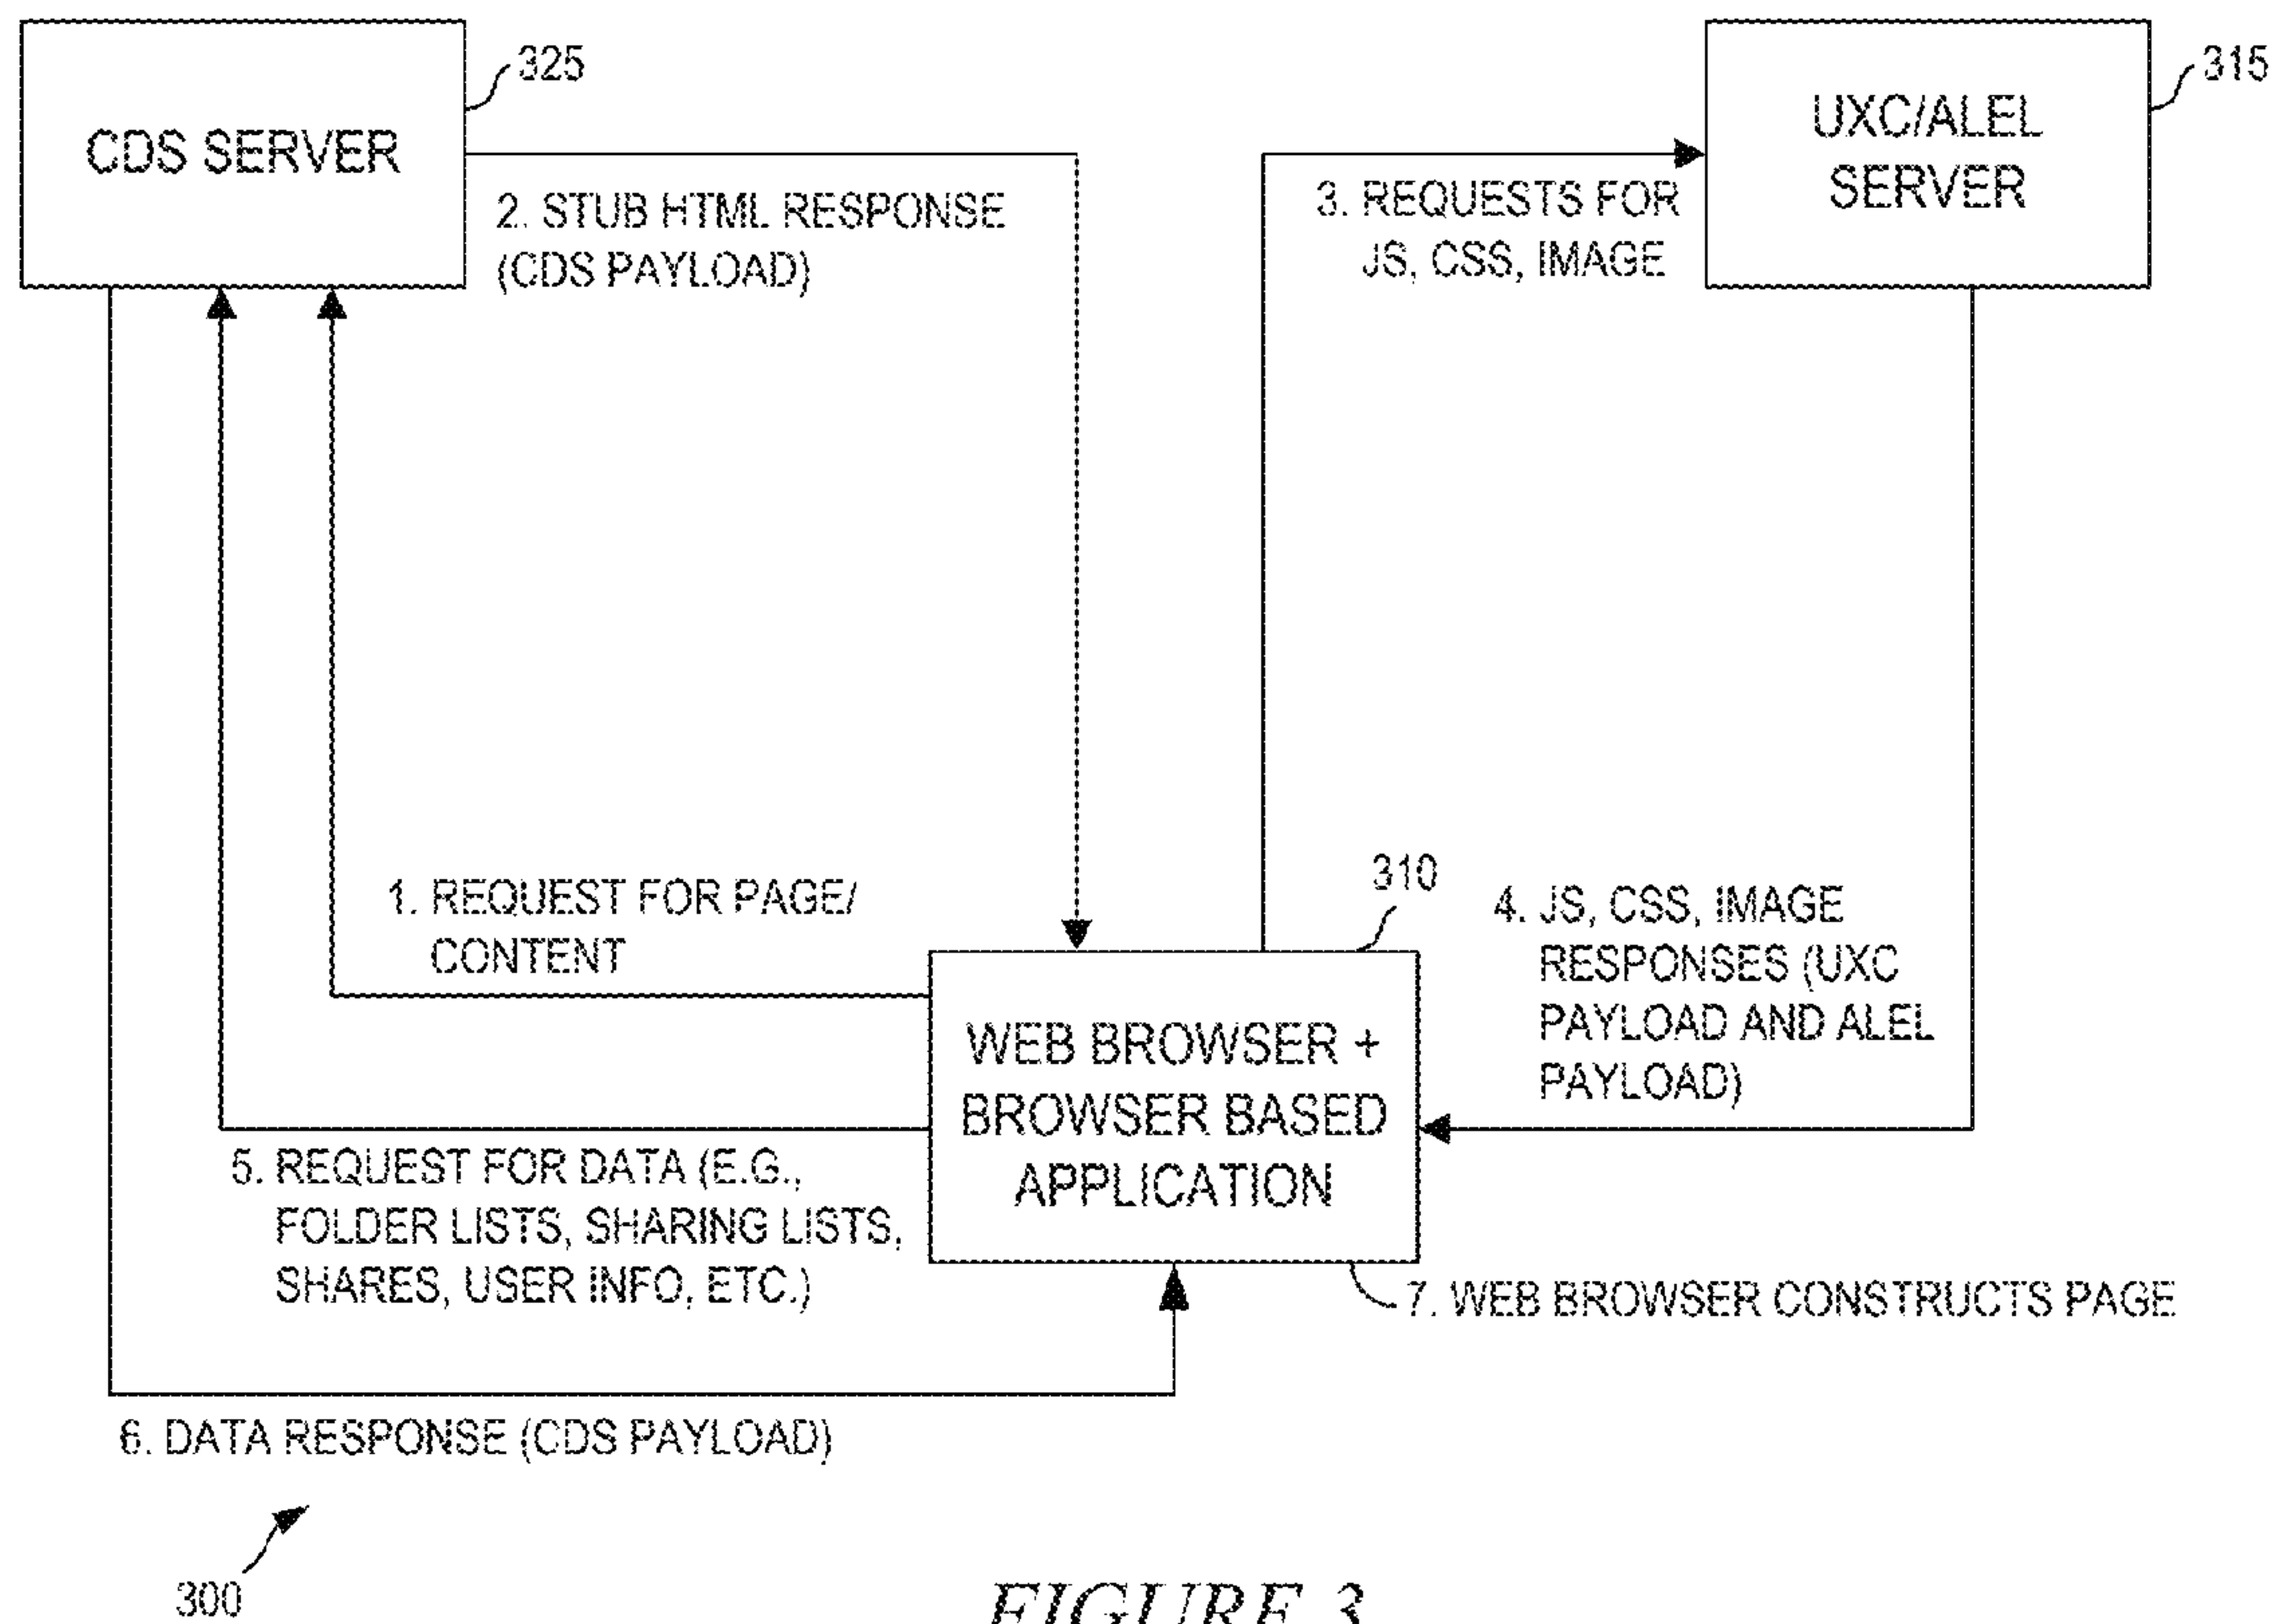 325
CDS SERVER
315
UXC/ALEL
SERVER
2. STUB HTML RESPONSE
(CDS PAYLOAD)
3. REQUESTS FOR
JS, CSS, IMAGE
1. REQUEST FOR PAGE/
CONTENT
310
4. JS, CSS, IMAGE
RESPONSES (UXC
PAYLOAD AND ALEL
PAYLOAD)
WEB BROWSER +
BROWSER BASED
APPLICATION
5. REQUEST FOR DATA (E.G.,
FOLDER LISTS, SHARING LISTS,
SHARES, USER INFO, ETC.)
7. WEB BROWSER CONSTRUCTS PAGE
6. DATA RESPONSE (CDS PAYLOAD)
300
FIGURE 3